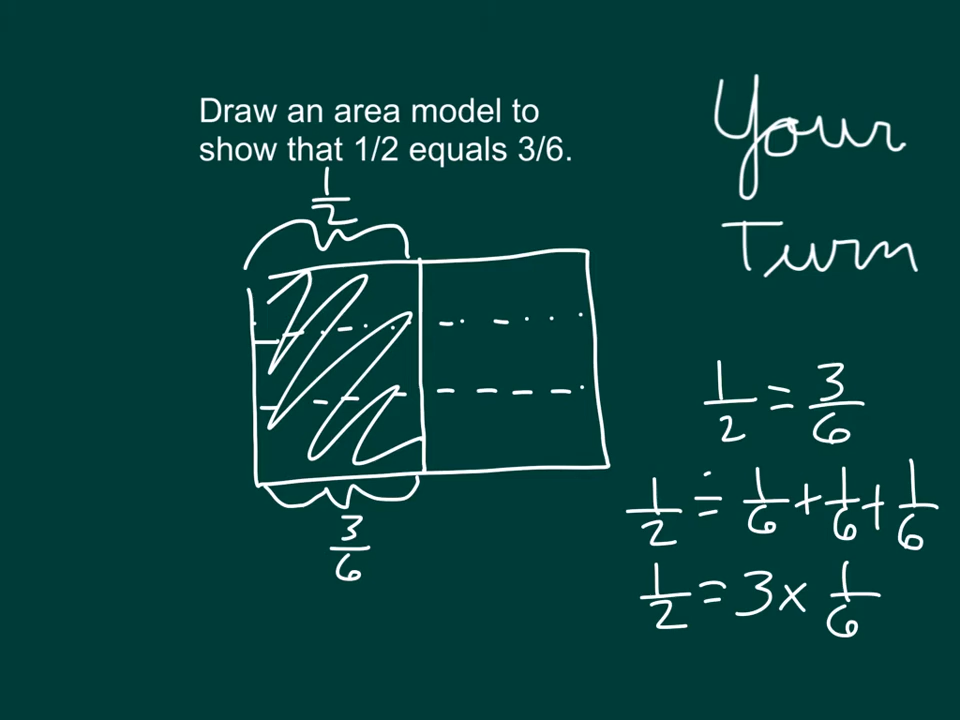 Draw an area model to
show that 1/2 equals 3/6.
Your
Turn
1/2
3/6
1/2 = 3/6
1/2 = 1/6 + 1/6 + 1/6
1/2 = 3 x 1/6